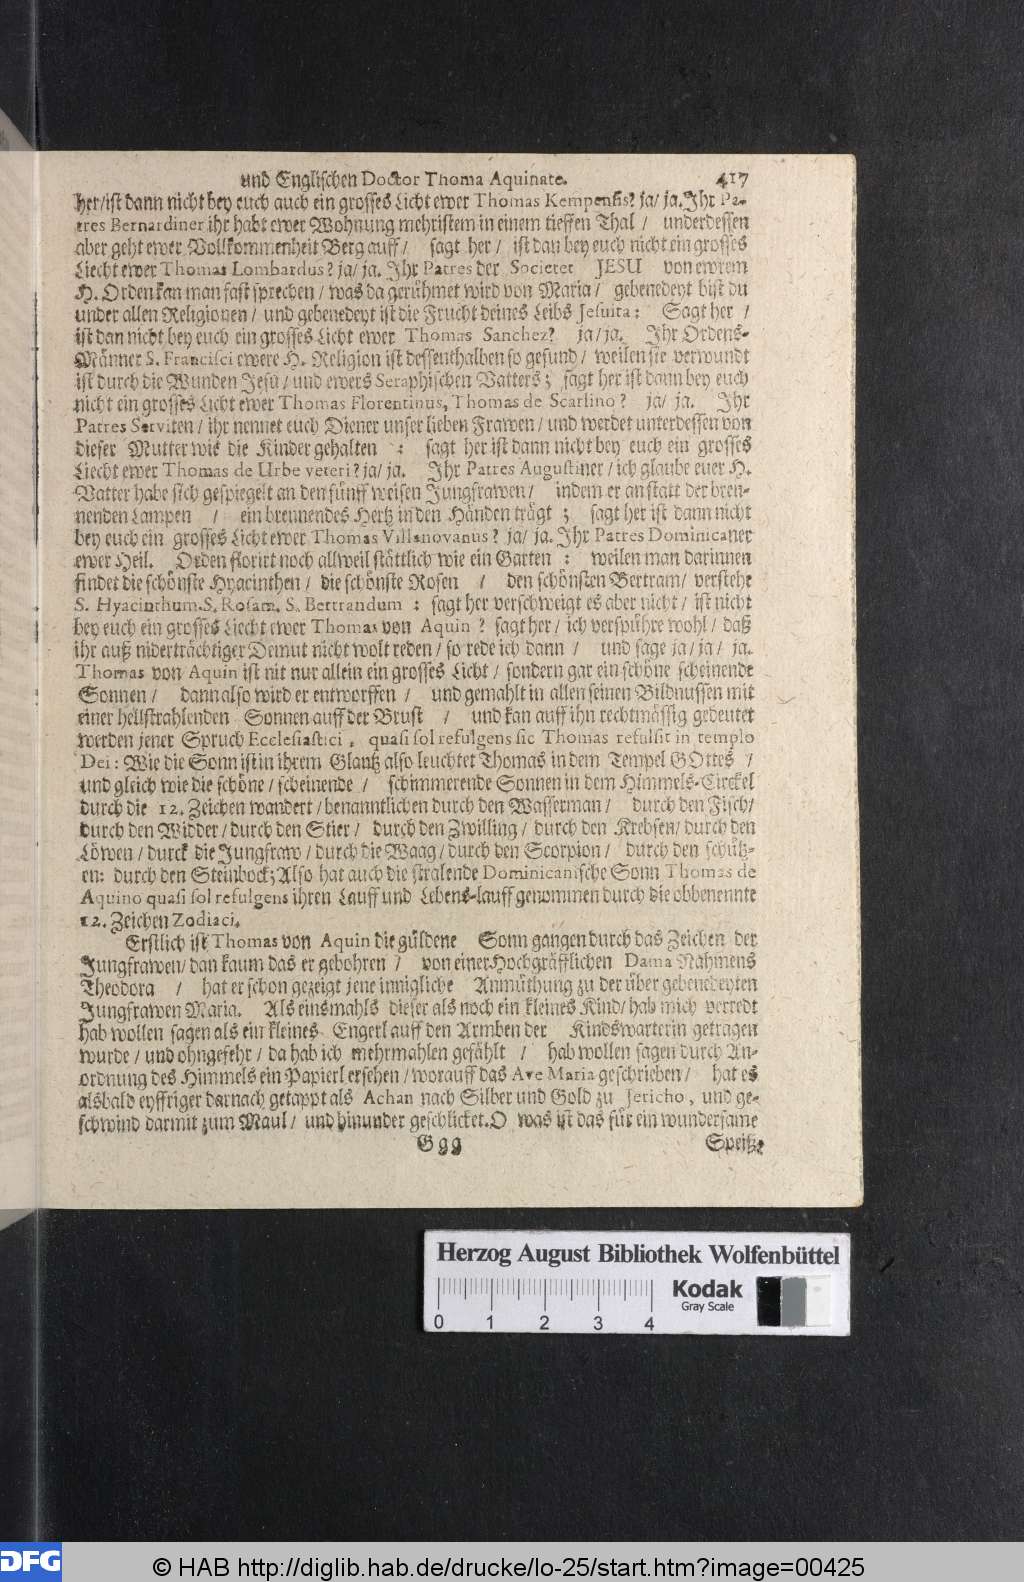 und Englischen Doctor Thoma Aquinate. 417
her/ist dann nicht bey euch auch ein grosses Licht ewer Thomas Kempensis? ja/ ja. Ihr Pa-
tres Bernardiner ihr habt ewer Wohnung mehristem in einem tieffen Thal / underdessen
aber geht ewer Vollkommenheit Berg auff / sagt her / ist dan bey euch nicht ein grosses
Liecht ewer Thomas Lombardus? ja/ ja. Ihr Patres der Societet JESU von ewrem
H. Orden kan man fast sprechen / was da gerühmet wird von Maria / gebenedeyt bist du
under allen Religionen / und gebenedeyt ist die Frucht deines Leibs Jesuita: Sagt her /
ist dan nicht bey euch ein grosses Licht ewer Thomas Sanchez? ja/ja. Ihr Ordens-
Männer S. Francisci ewere H. Religion ist dessenthalben so gesund / weilen sie verwundt
ist durch die Wunden Jesu / und ewers Seraphischen Vatters; sagt her ist dann bey euch
nicht ein grosses Licht ewer Thomas Florentinus, Thomas de Scarlino? ja/ ja. Ihr
Patres Serviten / ihr nennet euch Diener unser lieben Frawen / und werdet unterdessen von
dieser Mutter wie die Kinder gehalten : sagt her ist dann nicht bey euch ein grosses
Liecht ewer Thomas de Urbe veteri? ja/ ja. Ihr Patres Augustiner / ich glaube euer H.
Vatter habe sich gespiegelt an den fünff weisen Jungfrawen / indem er an statt der bren-
nenden Lampen / ein brennendes Hertz in den Händen trägt ; sagt her ist dann nicht
bey euch ein grosses Licht ewer Thomas Villanovanus? ja/ ja. Ihr Patres Dominicaner
ewer Heil. Orden florirt noch allweil stättlich wie ein Garten : weilen man darinnen
findet die schönste Hyacinthen / die schönste Rosen / den schönsten Bertram/ verstehe
S. Hyacinthum. S. Rosam. S. Bertrandum : sagt her verschweigt es aber nicht / ist nicht
bey euch ein grosses Liecht ewer Thomas von Aquin ? sagt her / ich verspühre wohl / daß
ihr auß niderträchtiger Demut nicht wolt reden / so rede ich dann / und sage ja / ja / ja.
Thomas von Aquin ist nit nur allein ein grosses Licht / sondern gar ein schöne scheinende
Sonnen / dann also wird er entworffen / und gemahlt in allen seinen Bildnussen mit
einer hellstrahlenden Sonnen auff der Brust / und kan auff ihn rechtmässig gedeutet
werden jener Spruch Ecclesiastici, quasi sol refulgens sic Thomas refulsit in templo
Dei: Wie die Sonn ist in ihrem Glantz also leuchtet Thomas in dem Tempel GOttes /
und gleich wie die schöne / scheinende / schimmerende Sonnen in dem Himmels-Circkel
durch die 12. Zeichen wandert / benanntlichen durch den Wasserman / durch den Fisch/
durch den Widder / durch den Stier / durch den Zwilling / durch den Krebsen/ durch den
Löwen / durck die Jungfraw / durch die Waag / durch den Scorpion / durch den schütz-
en: durch den Steinbock; Also hat auch die stralende Dominicanische Sonn Thomas de
Aquino quasi sol refulgens ihren Lauff und Lebens-lauff genommen durch die obbenennte
12. Zeichen Zodiaci.
Erstlich ist Thomas von Aquin die güldene Sonn gangen durch das Zeichen der
Jungfrawen/ dan kaum das er gebohren / von einer Hochgräfflichen Dama Nahmens
Theodora / hat er schon gezeigt jene innigliche Anmüthung zu der über gebenedeyten
Jungfrawen Maria. Als einsmahls dieser als noch ein kleines Kind/ hab mich verredt
hab wollen sagen als ein kleines Engerl auff den Armben der Kindswarterin getragen
wurde / und ohngefehr / da hab ich mehrmahlen gefählt / hab wollen sagen durch An-
ordnung des Himmels ein Papierl ersehen / worauff das Ave Maria geschrieben / hat es
alsbald eyffriger darnach getappt als Achan nach Silber und Gold zu Jericho, und ge-
schwind darmit zum Maul / und hinunder geschlicket. O was ist das für ein wundersame
Ggg Speiß:
Herzog August Bibliothek Wolfenbüttel
Kodak
Gray Scale
0 1 2 3 4
DFG © HAB http://diglib.hab.de/drucke/lo-25/start.htm?image=00425